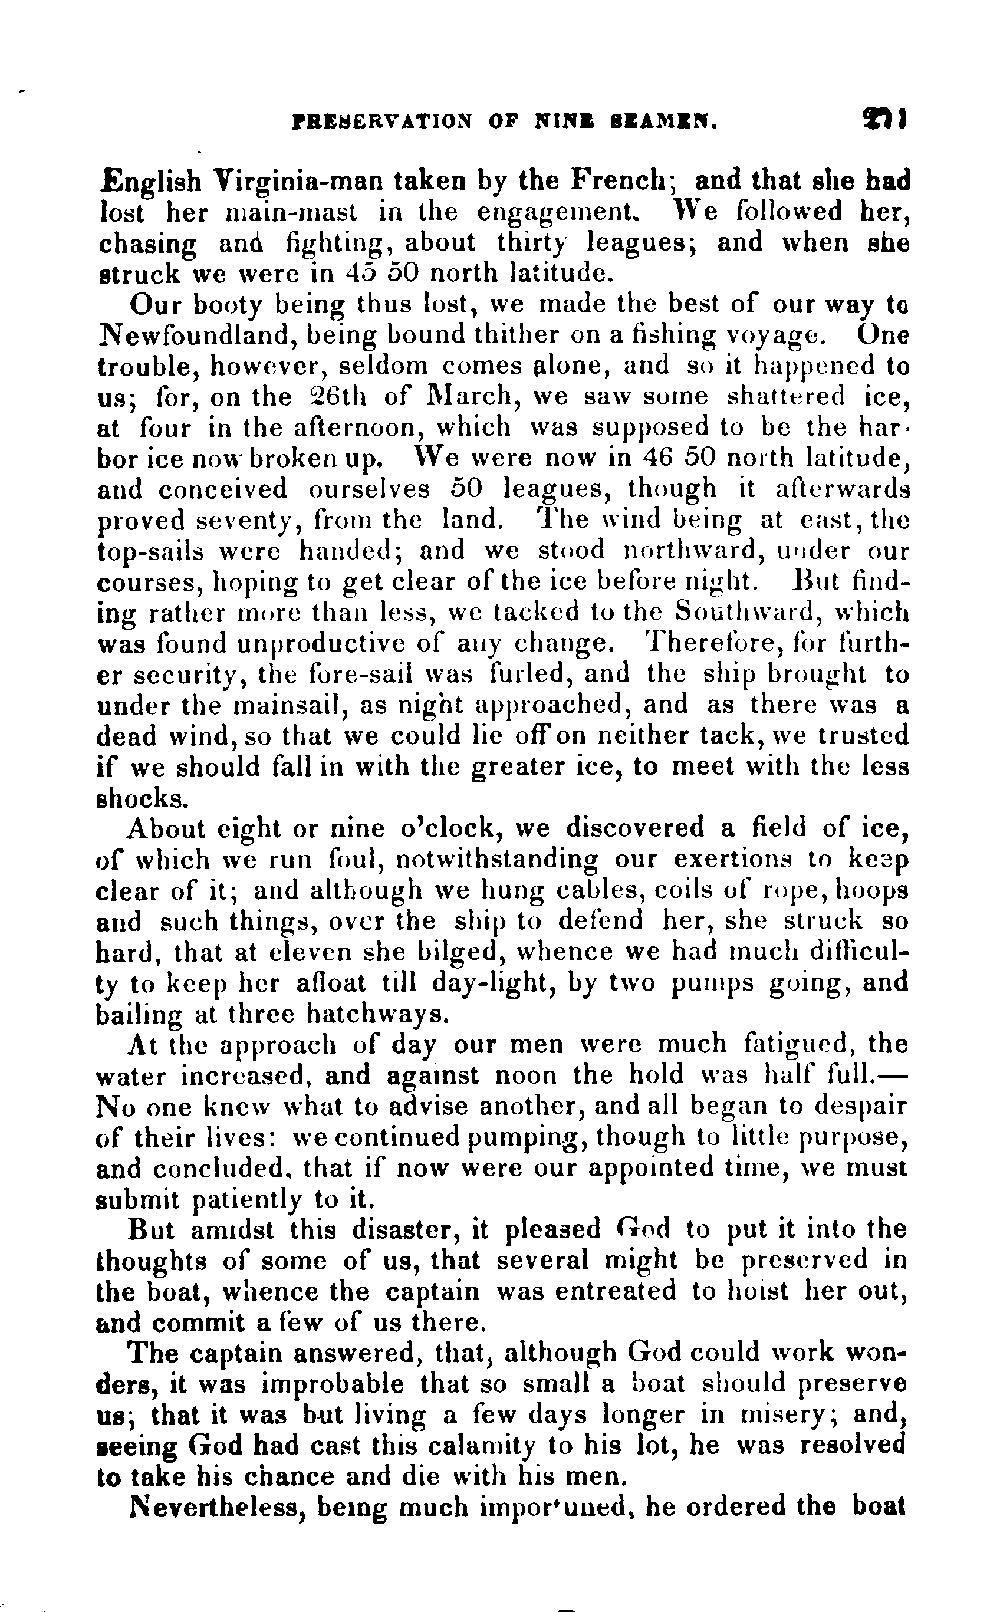 PRESERVATION OF NINE SEAMEN. 271
English Virginia-man taken by the French; and that she had
lost her main-mast in the engagement. We followed her,
chasing and fighting, about thirty leagues; and when she
struck we were in 45 50 north latitude.
Our booty being thus lost, we made the best of our way to
Newfoundland, being bound thither on a fishing voyage. One
trouble, however, seldom comes alone, and so it happened to
us; for, on the 26th of March, we saw some shattered ice,
at four in the afternoon, which was supposed to be the har-
bor ice now broken up. We were now in 46 50 north latitude,
and conceived ourselves 50 leagues, though it afterwards
proved seventy, from the land. The wind being at east, the
top-sails were handed; and we stood northward, under our
courses, hoping to get clear of the ice before night. But find-
ing rather more than less, we tacked to the Southward, which
was found unproductive of any change. Therefore, for furth-
er security, the fore-sail was furled, and the ship brought to
under the mainsail, as night approached, and as there was a
dead wind, so that we could lie off on neither tack, we trusted
if we should fall in with the greater ice, to meet with the less
shocks.
About eight or nine o'clock, we discovered a field of ice,
of which we run foul, notwithstanding our exertions to keep
clear of it; and although we hung cables, coils of rope, hoops
and such things, over the ship to defend her, she struck so
hard, that at eleven she bilged, whence we had much difficul-
ty to keep her afloat till day-light, by two pumps going, and
bailing at three hatchways.
At the approach of day our men were much fatigued, the
water increased, and against noon the hold was half full.—
No one knew what to advise another, and all began to despair
of their lives: we continued pumping, though to little purpose,
and concluded, that if now were our appointed time, we must
submit patiently to it.
But amidst this disaster, it pleased God to put it into the
thoughts of some of us, that several might be preserved in
the boat, whence the captain was entreated to hoist her out,
and commit a few of us there.
The captain answered, that, although God could work won-
ders, it was improbable that so small a boat should preserve
us; that it was but living a few days longer in misery; and,
seeing God had cast this calamity to his lot, he was resolved
to take his chance and die with his men.
Nevertheless, being much importuned, he ordered the boat